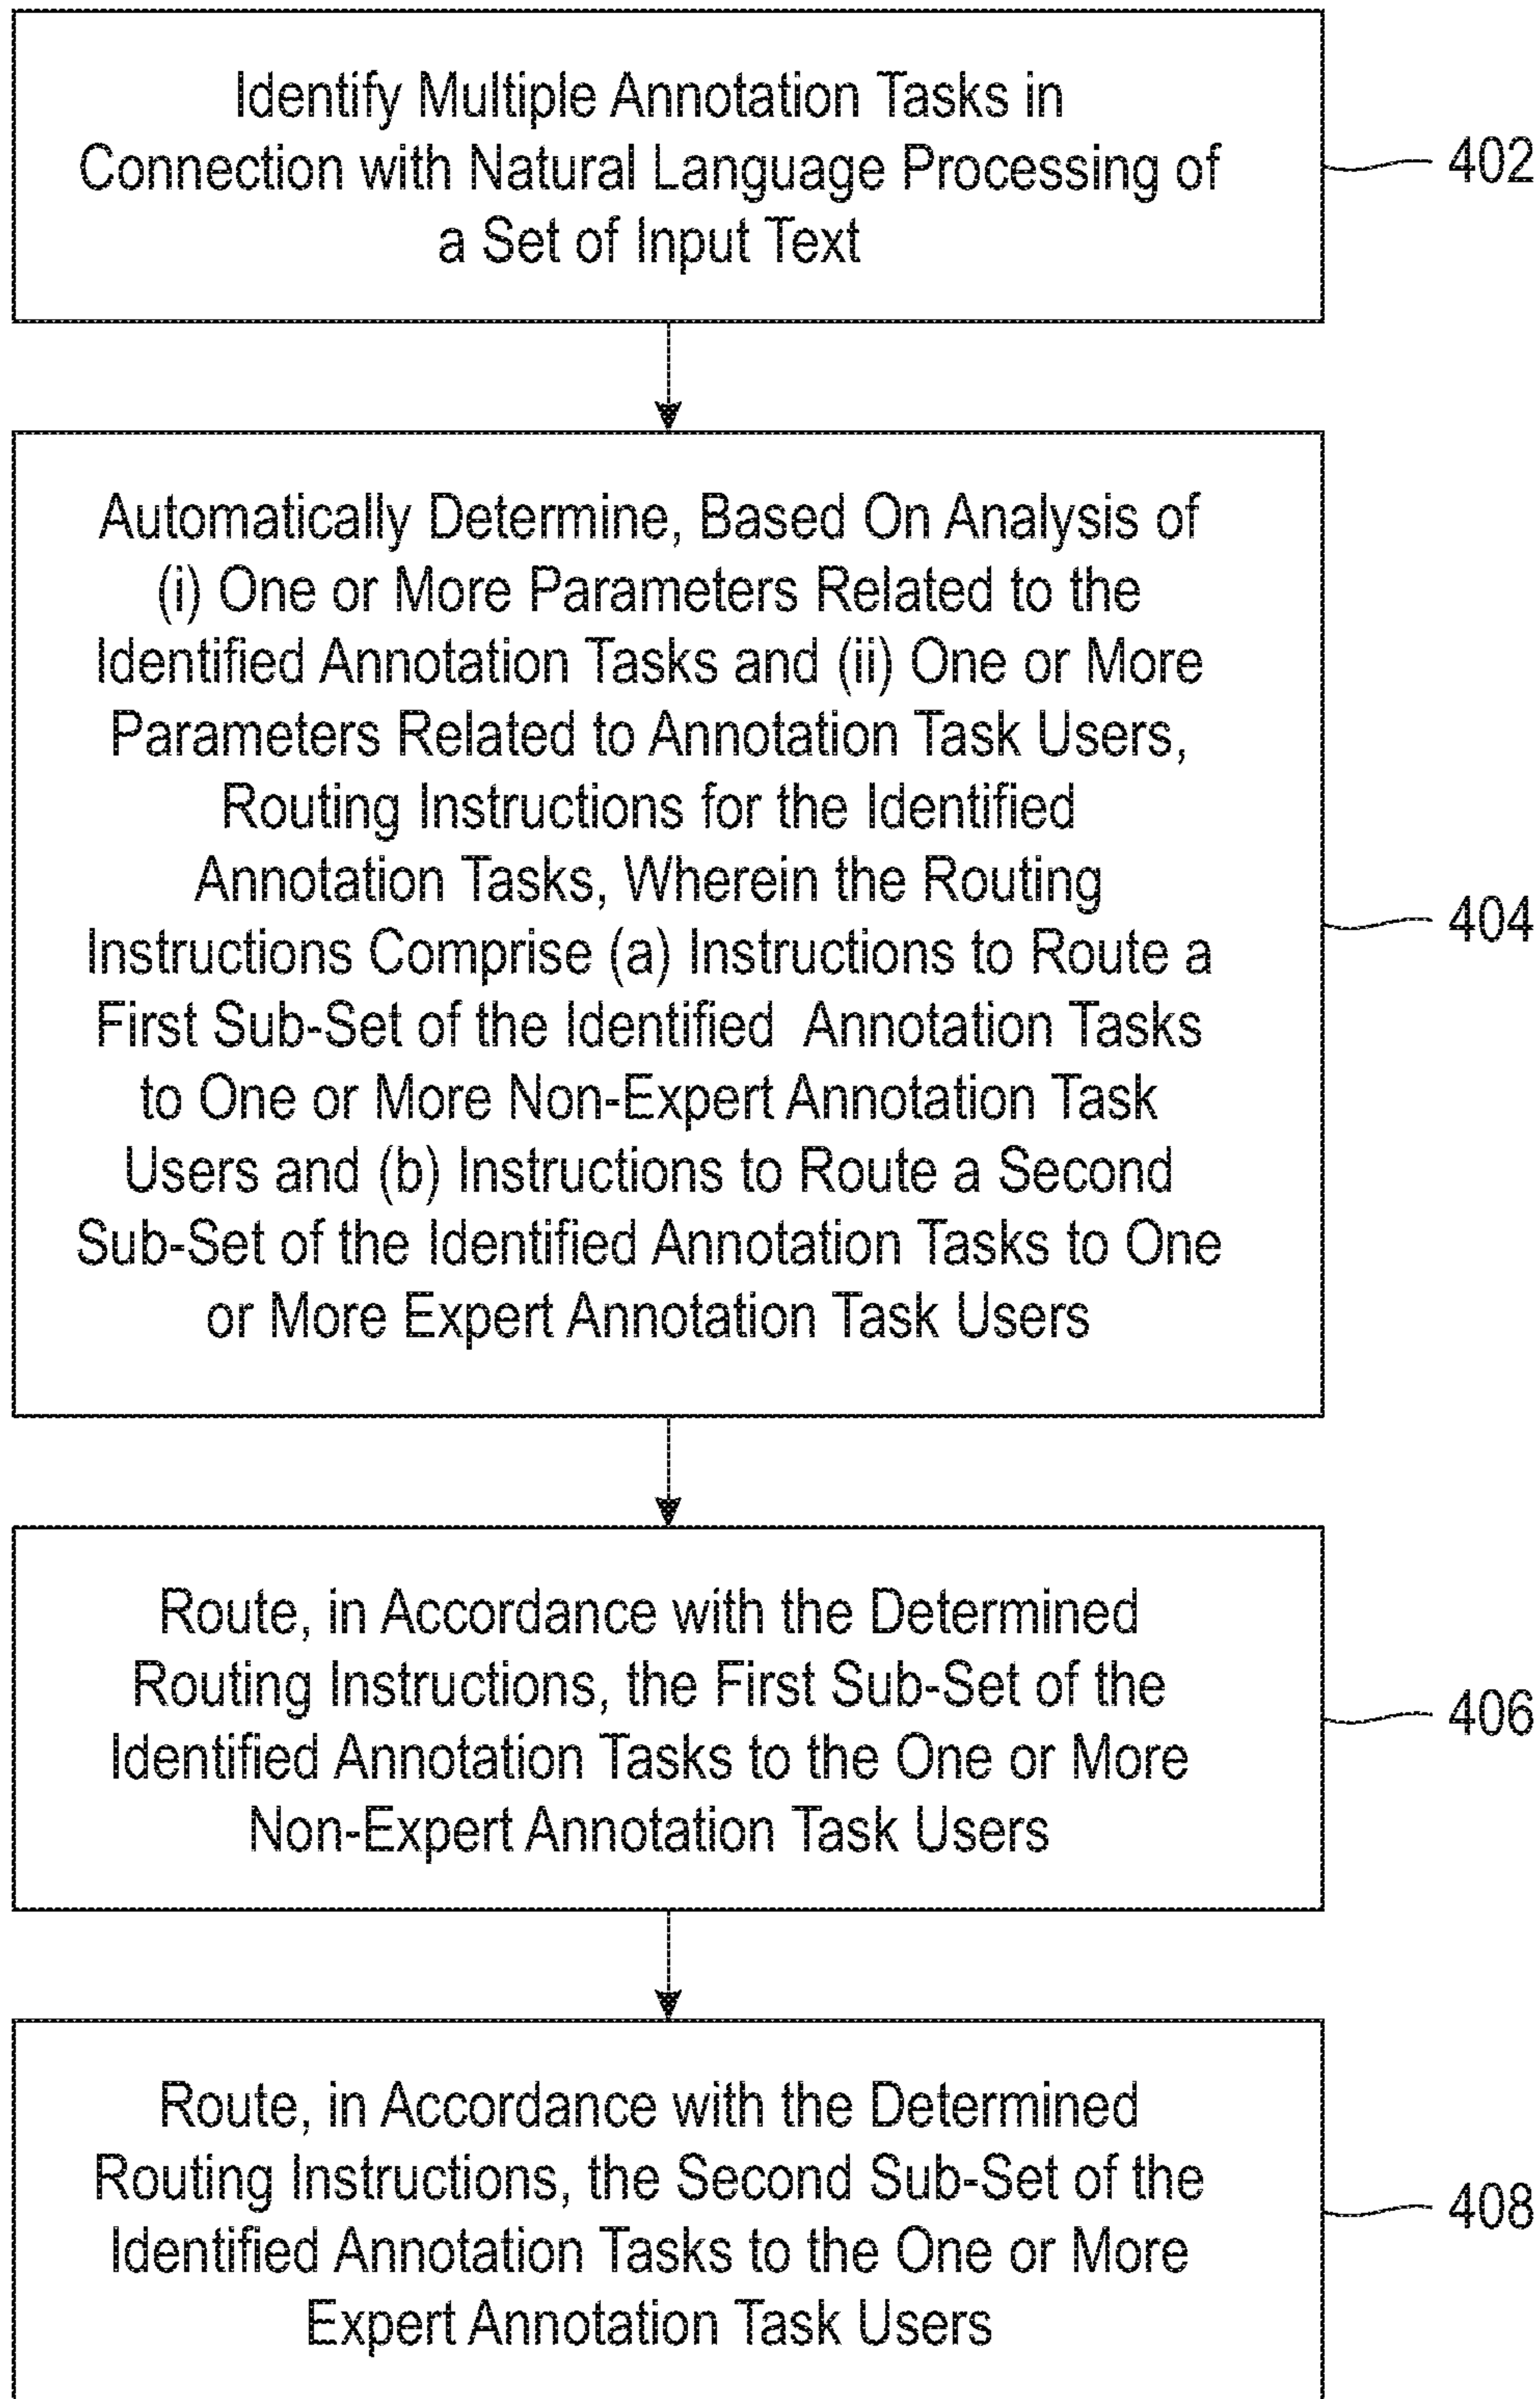 Identify Multiple Annotation Tasks in
Connection with Natural Language Processing of
a Set of Input Text
402
Automatically Determine, Based On Analysis of
(i) One or More Parameters Related to the
Identified Annotation Tasks and (ii) One or More
Parameters Related to Annotation Task Users,
Routing Instructions for the Identified
Annotation Tasks, Wherein the Routing
Instructions Comprise (a) Instructions to Route a
First Sub-Set of the Identified Annotation Tasks
to One or More Non-Expert Annotation Task
Users and (b) Instructions to Route a Second
Sub-Set of the Identified Annotation Tasks to One
or More Expert Annotation Task Users
404
Route, in Accordance with the Determined
Routing Instructions, the First Sub-Set of the
Identified Annotation Tasks to the One or More
Non-Expert Annotation Task Users
406
Route, in Accordance with the Determined
Routing Instructions, the Second Sub-Set of the
Identified Annotation Tasks to the One or More
Expert Annotation Task Users
408